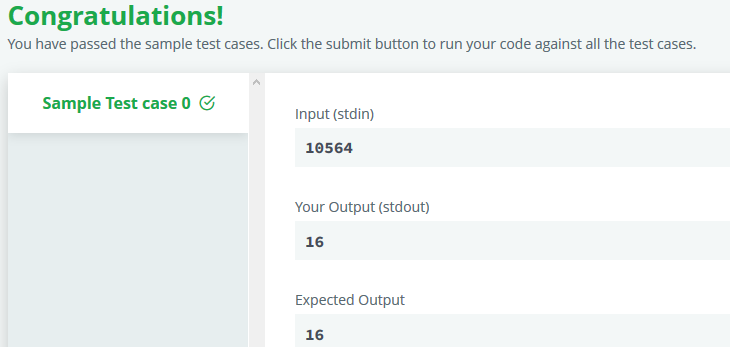 Congratulations!
You have passed the sample test cases. Click the submit button to run your code against all the test cases.
Sample Test case 0
Input (stdin)
10564
Your Output (stdout)
16
Expected Output
16